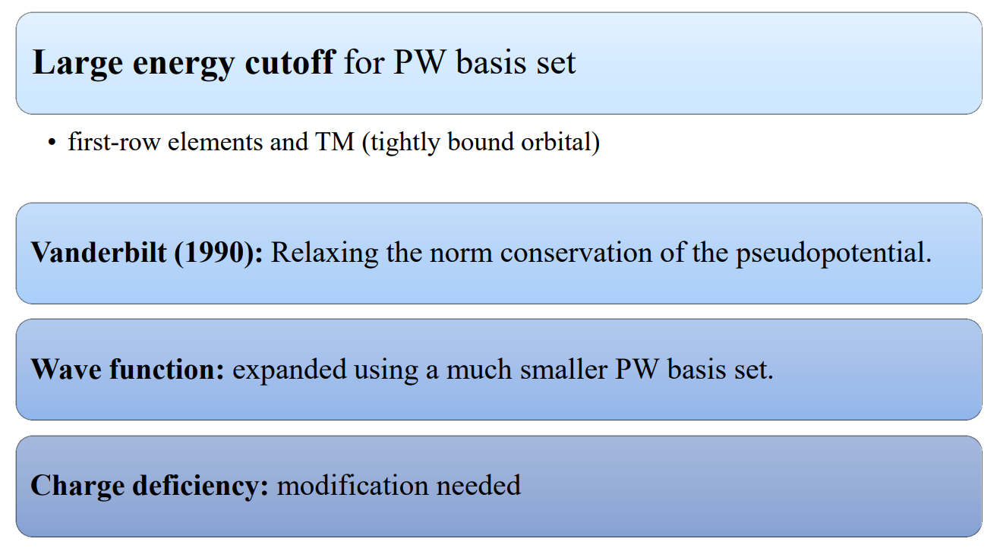 Large energy cutoff for PW basis set
• first-row elements and TM (tightly bound orbital)
Vanderbilt (1990): Relaxing the norm conservation of the pseudopotential.
Wave function: expanded using a much smaller PW basis set.
Charge deficiency: modification needed